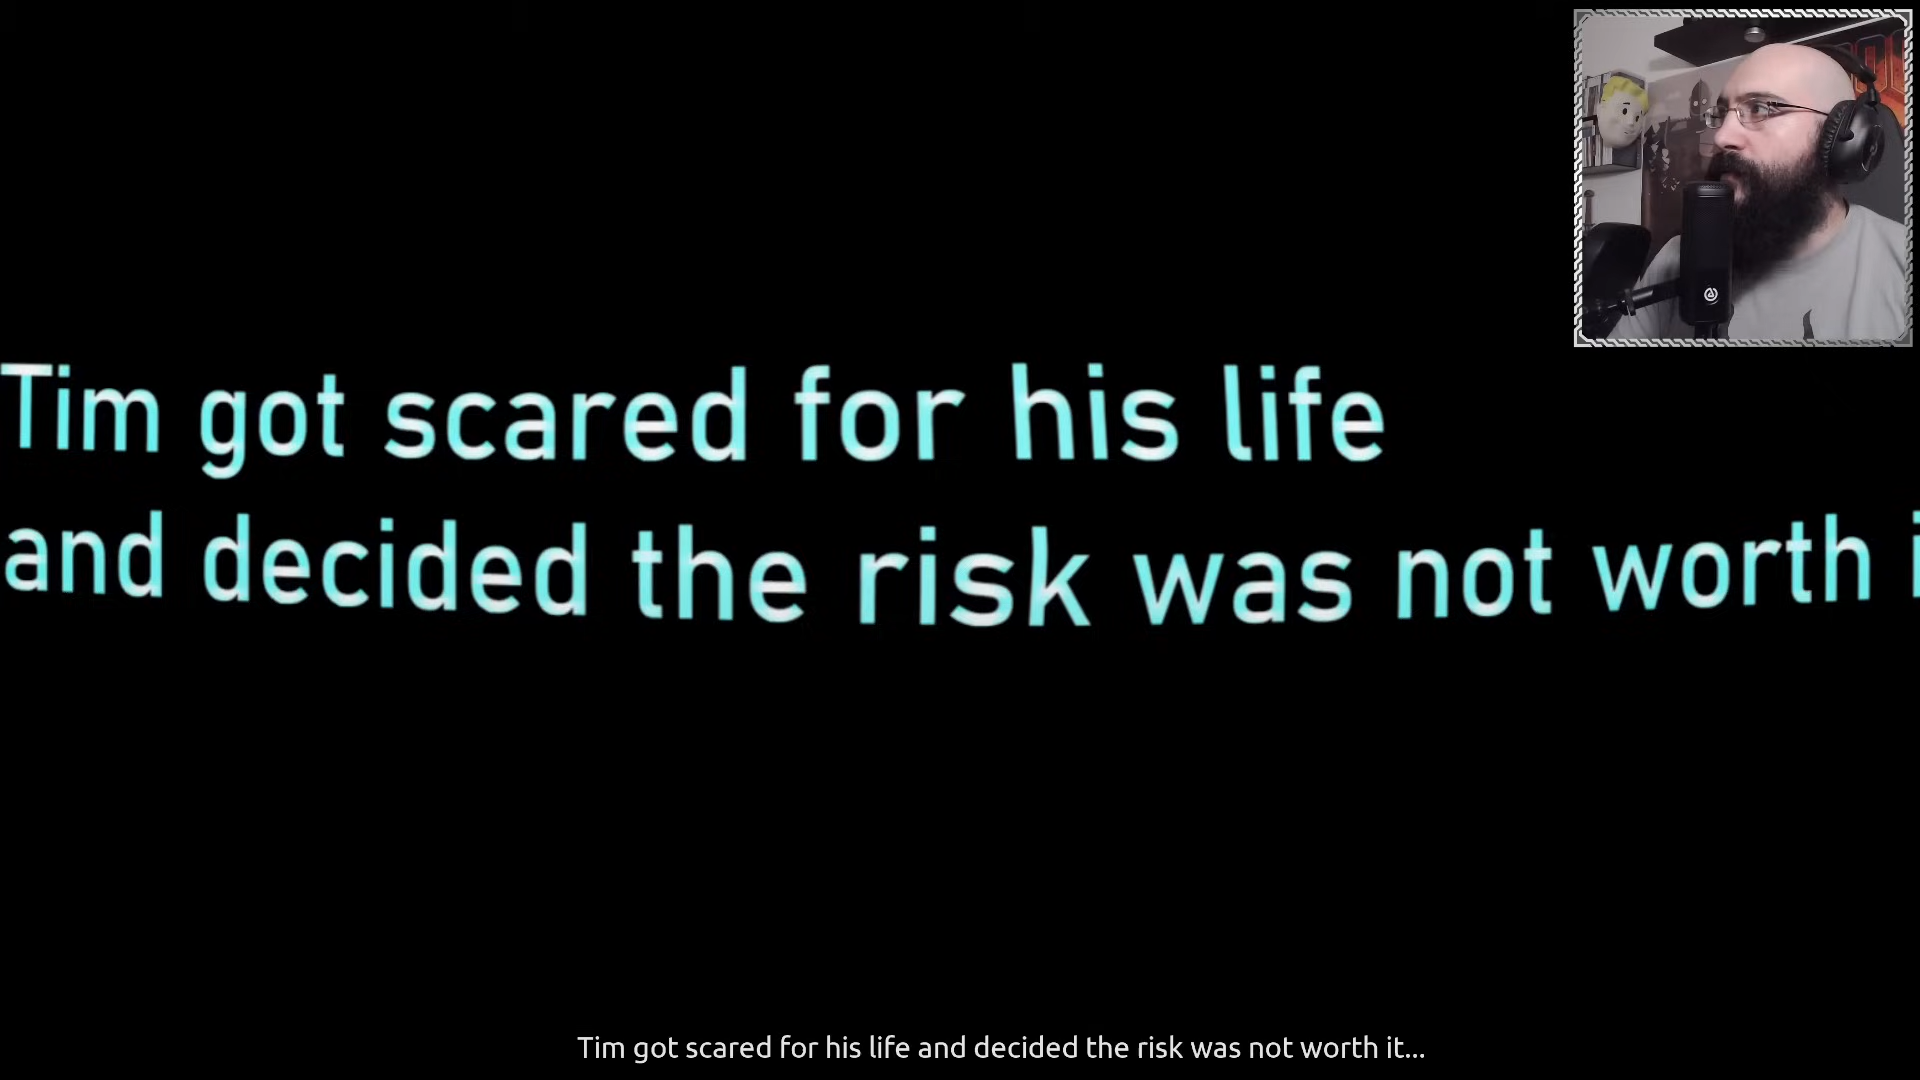 Tim got scared for his life
and decided the risk was not worth i
Tim got scared for his life and decided the risk was not worth it...